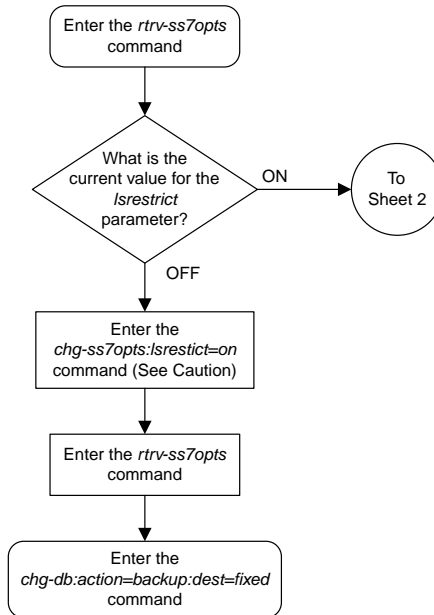 Enter the rtrv-ss7opts
command
What is the
current value for the
lsrestrict
parameter?
ON
To
Sheet 2
OFF
Enter the
chg-ss7opts:lsrestict=on
command (See Caution)
Enter the rtrv-ss7opts
command
Enter the
chg-db:action=backup:dest=fixed
command